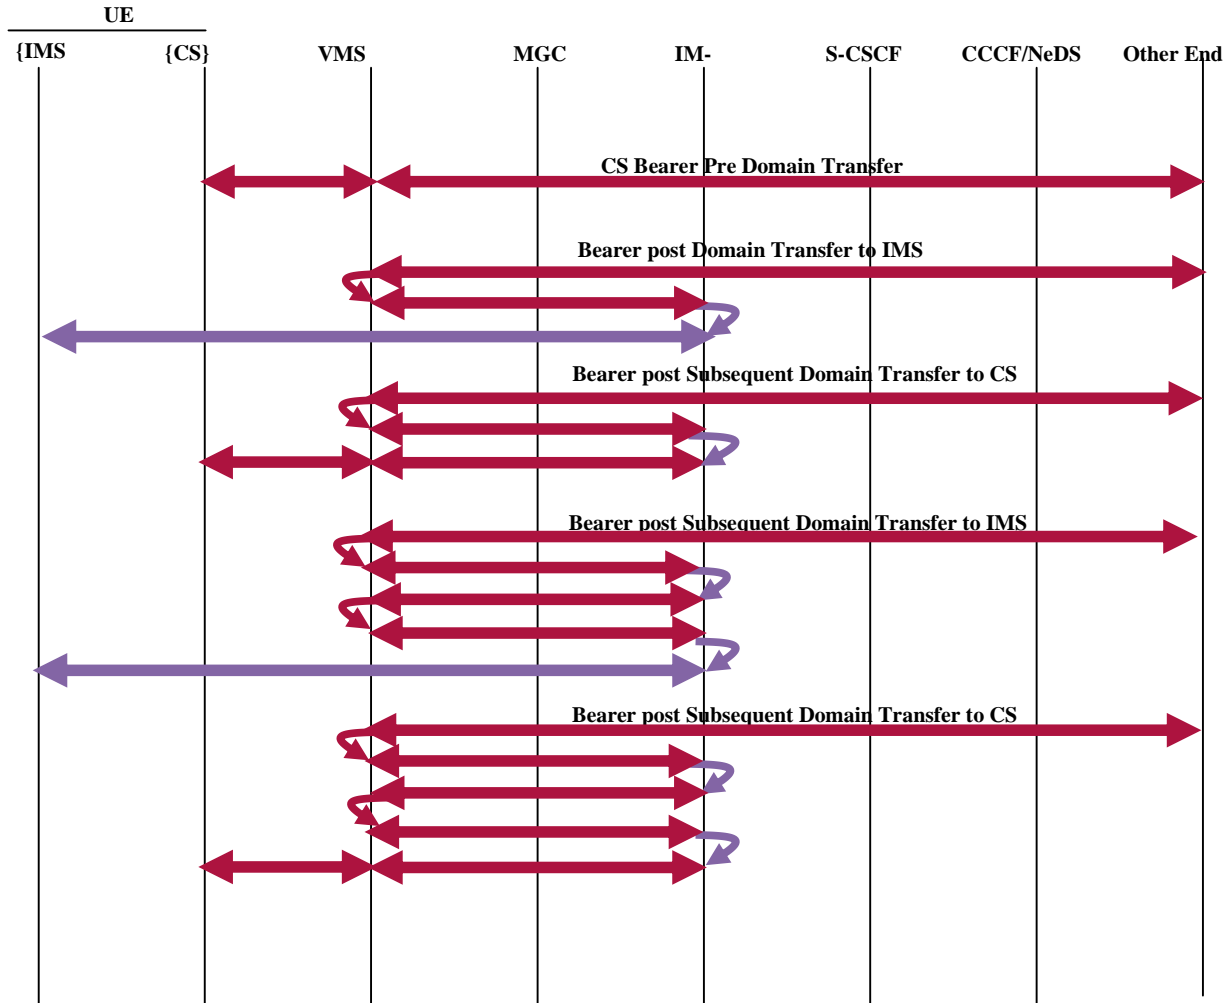 UE
{IMS {CS} VMS MGC IM- S-CSCF CCCF/NeDS Other End
CS Bearer Pre Domain Transfer
Bearer post Domain Transfer to IMS
Bearer post Subsequent Domain Transfer to CS
Bearer post Subsequent Domain Transfer to IMS
Bearer post Subsequent Domain Transfer to CS